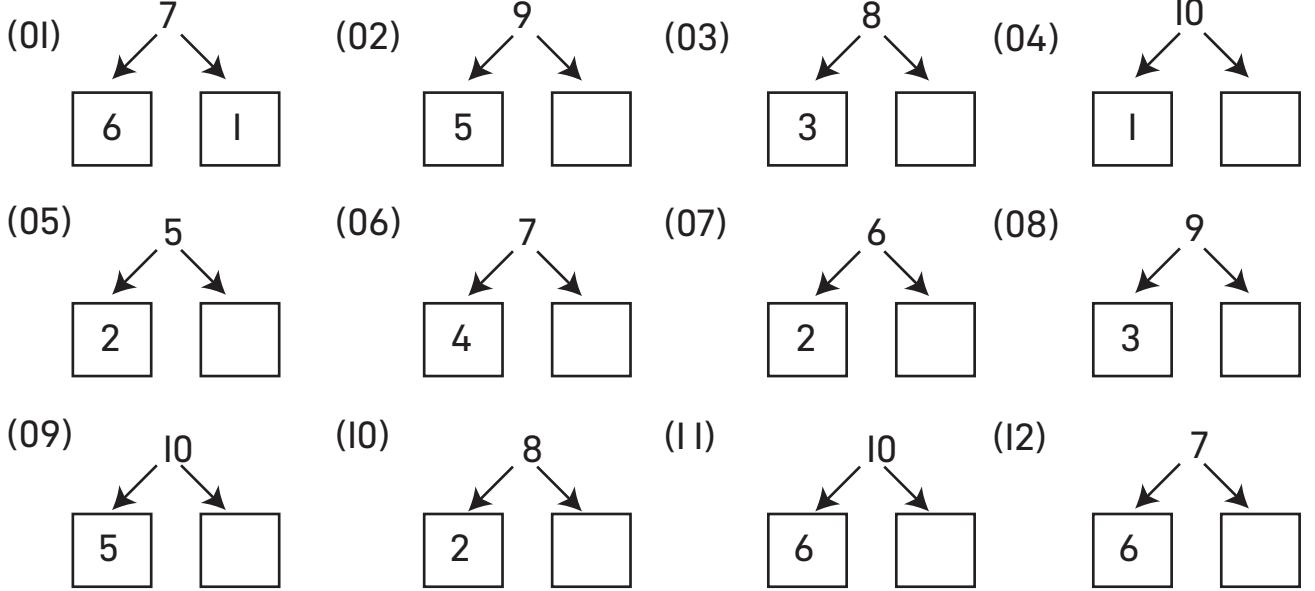 (01) 7 (02) 9 (03) 8 (04) 10
6 1 5 3 1
(05) 5 (06) 7 (07) 6 (08) 9
2 4 2 3
(09) 10 (10) 8 (11) 10 (12) 7
5 2 6 6